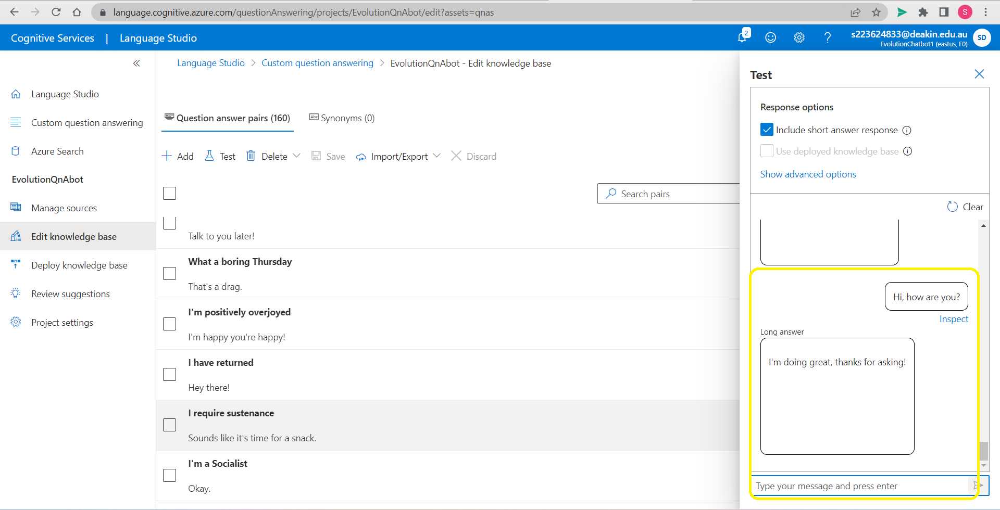 language.cognitive.azure.com/questionAnswering/projects/EvolutionQnAbot/edit?assets=qnas
S
Cognitive Services | Language Studio
2
?
s223624833@deakin.edu.au
EvolutionChatbot1 (eastus, F0)
SD
Language Studio > Custom question answering > EvolutionQnAbot - Edit knowledge base
Language Studio
Custom question answering
Azure Search
EvolutionQnAbot
Manage sources
Edit knowledge base
Deploy knowledge base
Review suggestions
Project settings
Question answer pairs (160)
Abc Synonyms (0)
Add
Test
Delete
Save
Import/Export
Discard
Search pairs
Talk to you later!
What a boring Thursday
That's a drag.
I'm positively overjoyed
I'm happy you're happy!
I have returned
Hey there!
I require sustenance
Sounds like it's time for a snack.
I'm a Socialist
Okay.
Test
Response options
Include short answer response
Use deployed knowledge base
Show advanced options
Clear
Hi, how are you?
Inspect
Long answer
I'm doing great, thanks for asking!
Type your message and press enter